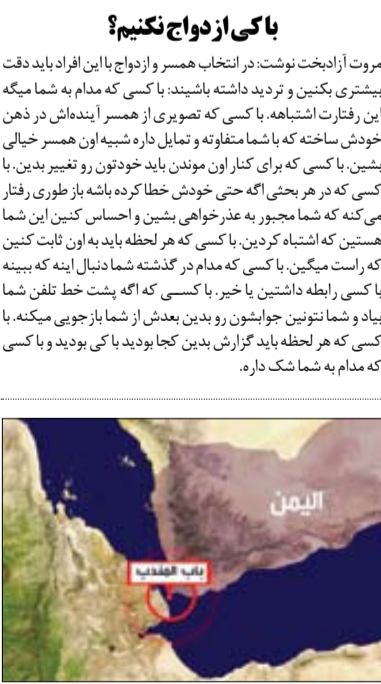 با کی ازدواج نکنیم؟
مروت آزادبخت نوشت: در انتخاب همسر و ازدواج با این افراد باید دقت
بیشتری بکنین و تردید داشته باشیند: با کسی که مدام به شما میگه
این رفتارت اشتباهه. با کسی که تصویری از همسر آینده‌اش در ذهن
خودش ساخته که با شما متفاوته و تمایل داره شبیه اون همسر خیالی
بشین. با کسی که برای کنار اون موندن باید خودتون رو تغییر بدین. با
کسی که در هر بحثی اگه حتی خودش خطا کرده باشه باز طوری رفتار
می‌کنه که شما مجبور به عذرخواهی بشین و احساس کنین این شما
هستین که اشتباه کردین. با کسی که هر لحظه باید به اون ثابت کنین
که راست میگین. با کسی که مدام در گذشته شما دنبال اینه که ببینه
با کسی رابطه داشتین یا خیر. با کســی که اگه پشت خط تلفن شما
بیاد و شما نتونین جوابشون رو بدین بعدش از شما بازجویی میکنه. با
کسی که هر لحظه باید گزارش بدین کجا بودید با کی بودید و با کسی
که مدام به شما شک داره.
اليمن
باب المندب